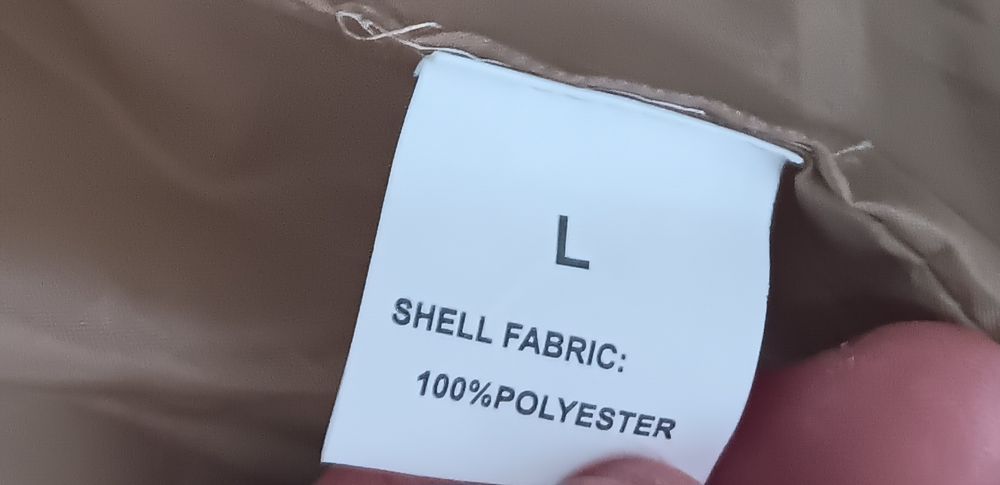 L
SHELL FABRIC:
100%POLYESTER